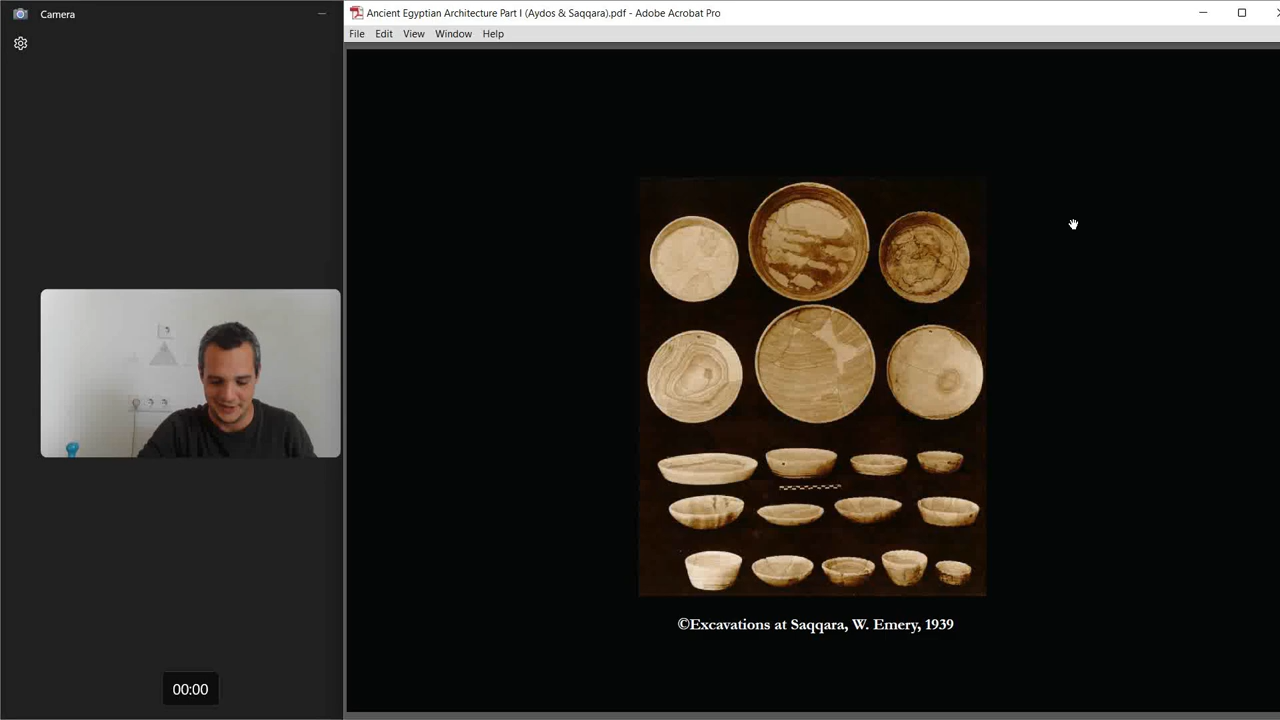 Camera
Ancient Egyptian Architecture Part I (Aydos & Saqqara).pdf - Adobe Acrobat Pro
File Edit View Window Help
©Excavations at Saqqara, W. Emery, 1939
00:00